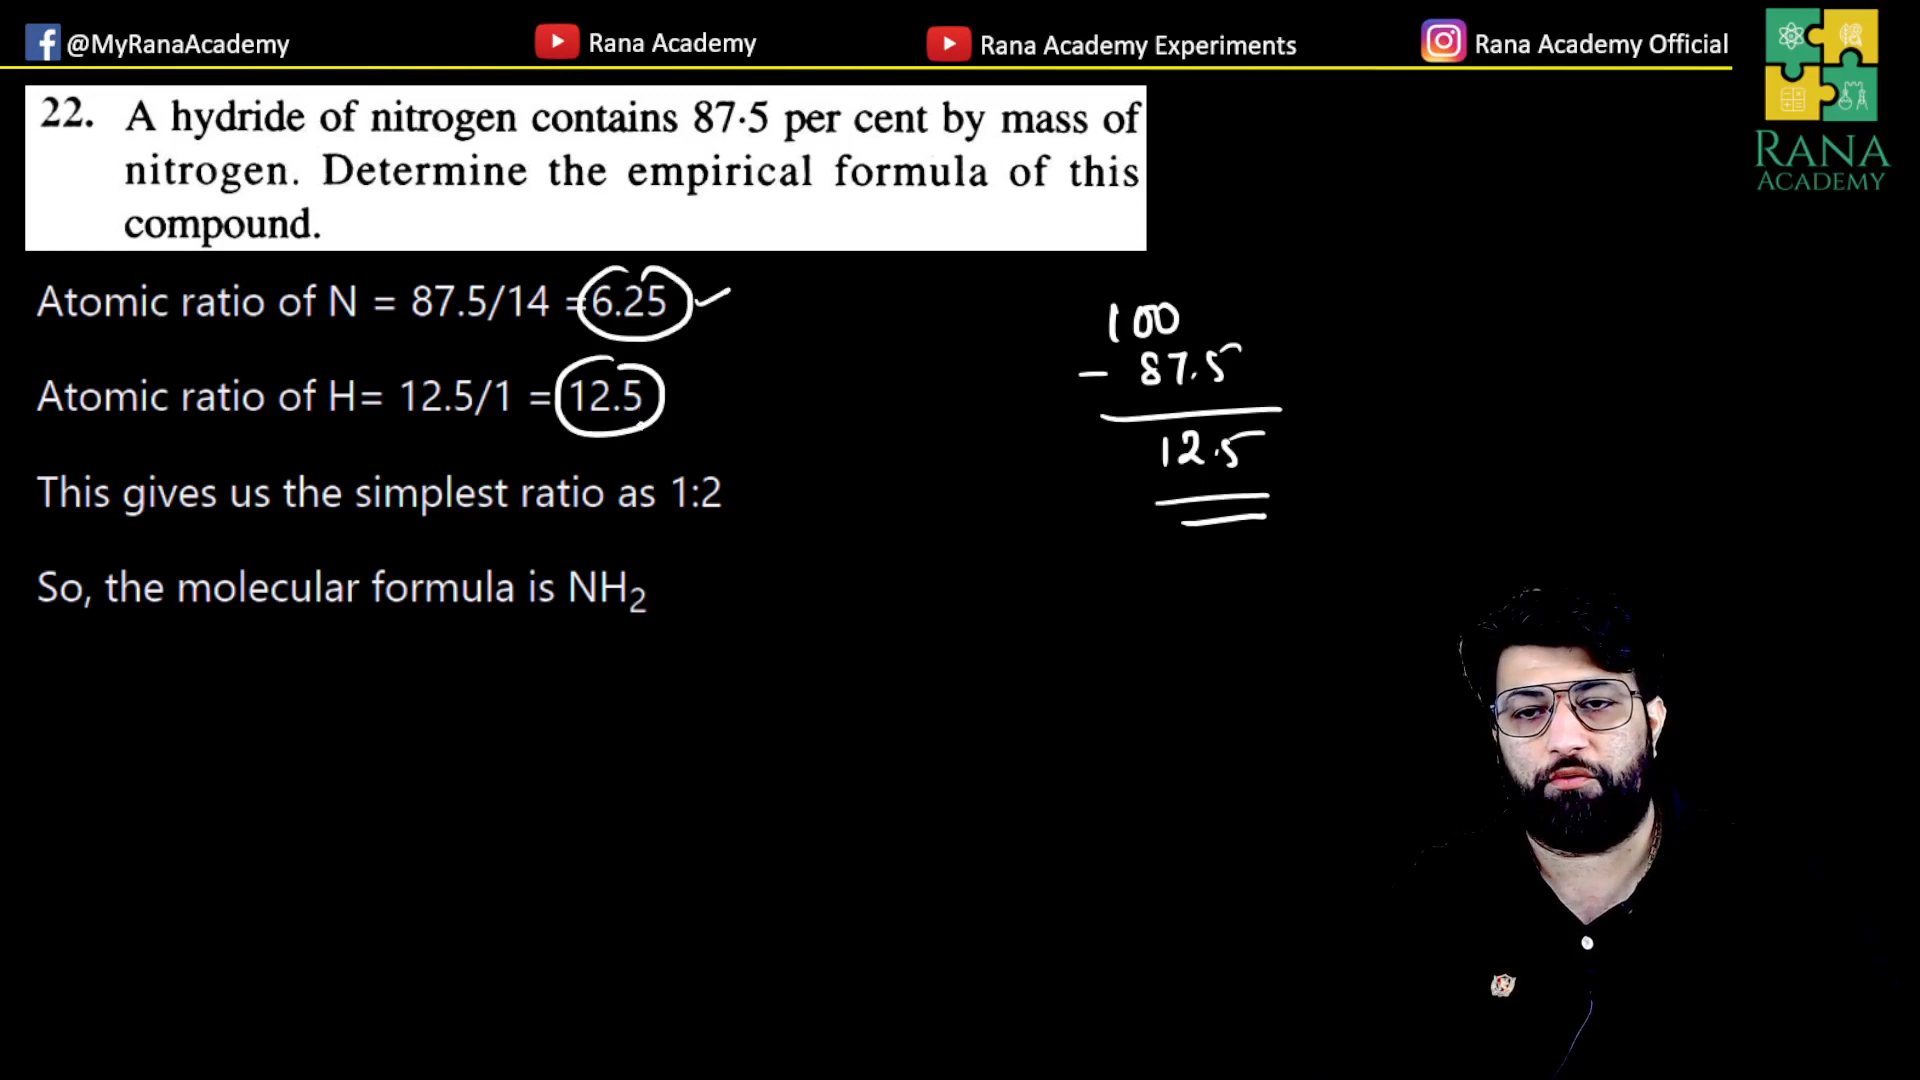 @MyRanaAcademy
Rana Academy
Rana Academy Experiments
Rana Academy Official
RANA
ACADEMY
22. A hydride of nitrogen contains 87·5 per cent by mass of
nitrogen. Determine the empirical formula of this
compound.
Atomic ratio of N = 87.5/14 =6.25
Atomic ratio of H= 12.5/1 = 12.5
This gives us the simplest ratio as 1:2
So, the molecular formula is NH₂
100
- 87.5
12.5